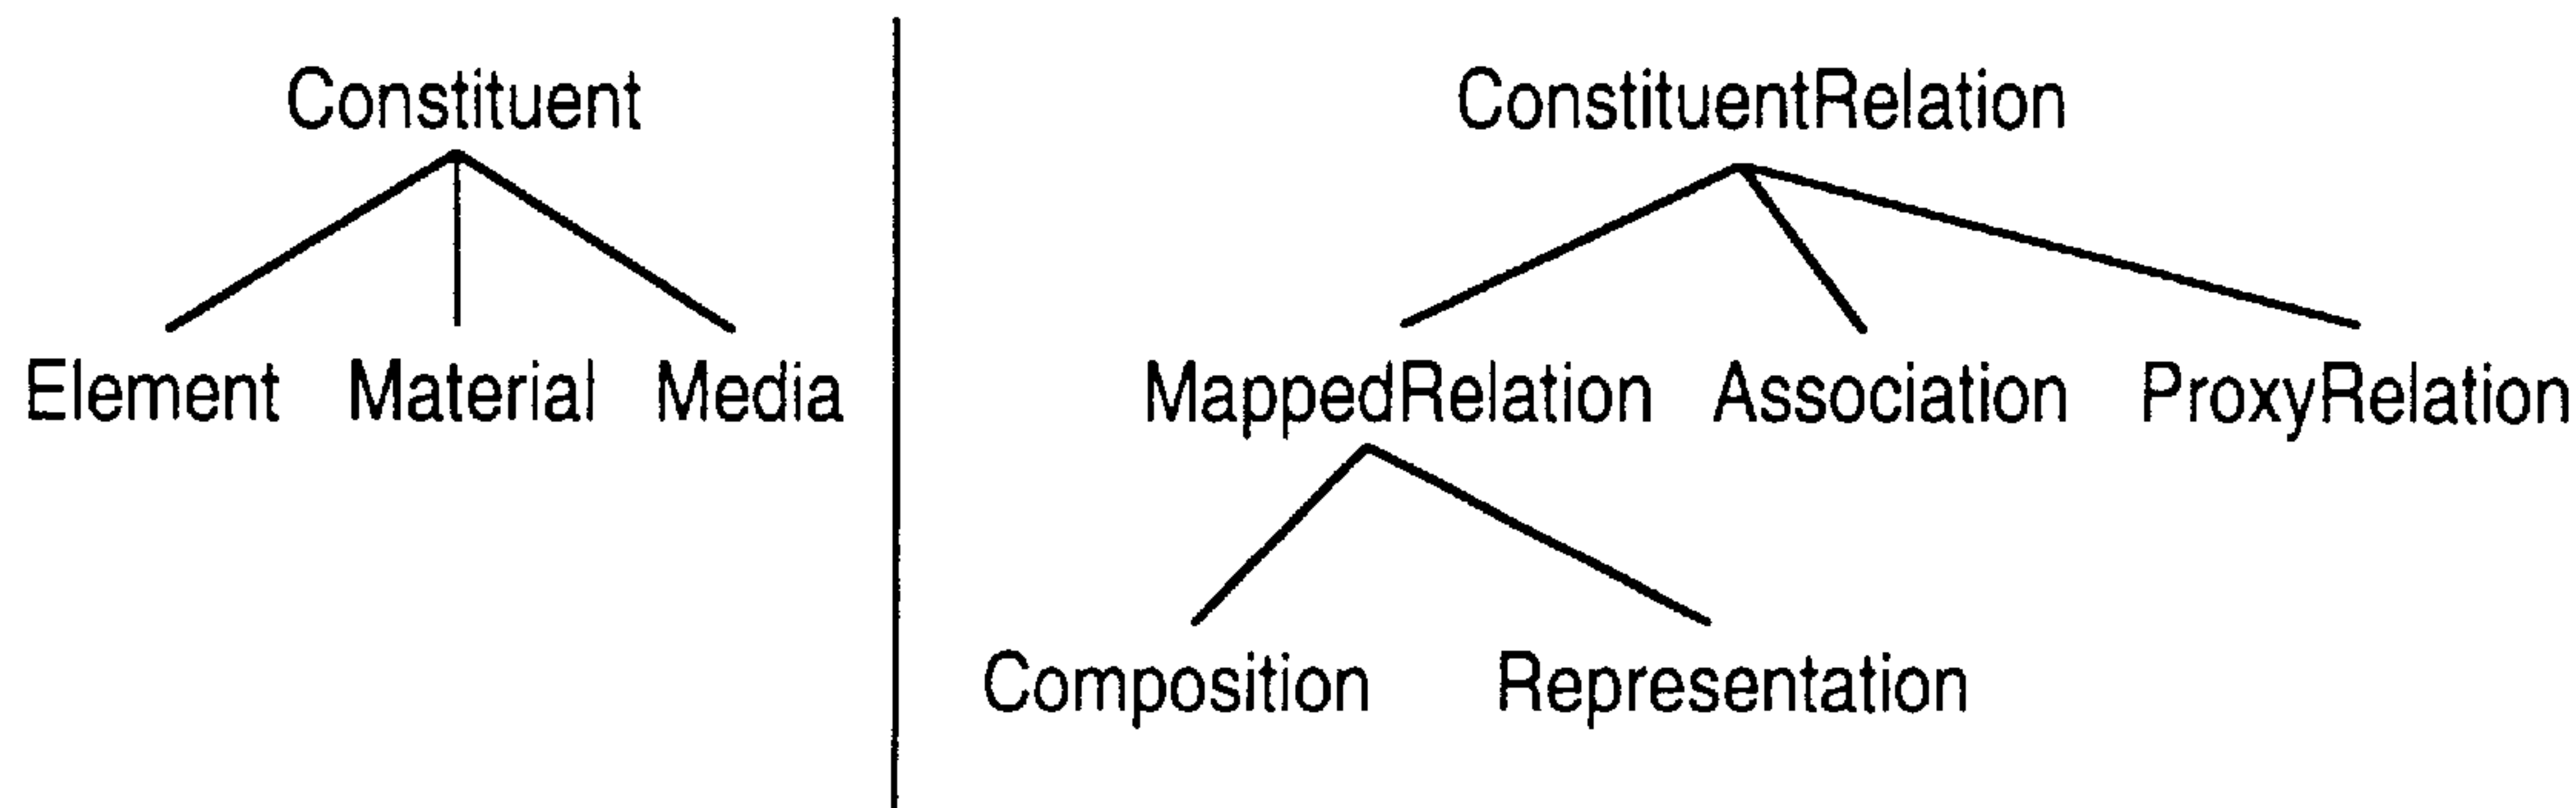 Constituent
Element Material Media
ConstituentRelation
MappedRelation Association ProxyRelation
Composition Representation